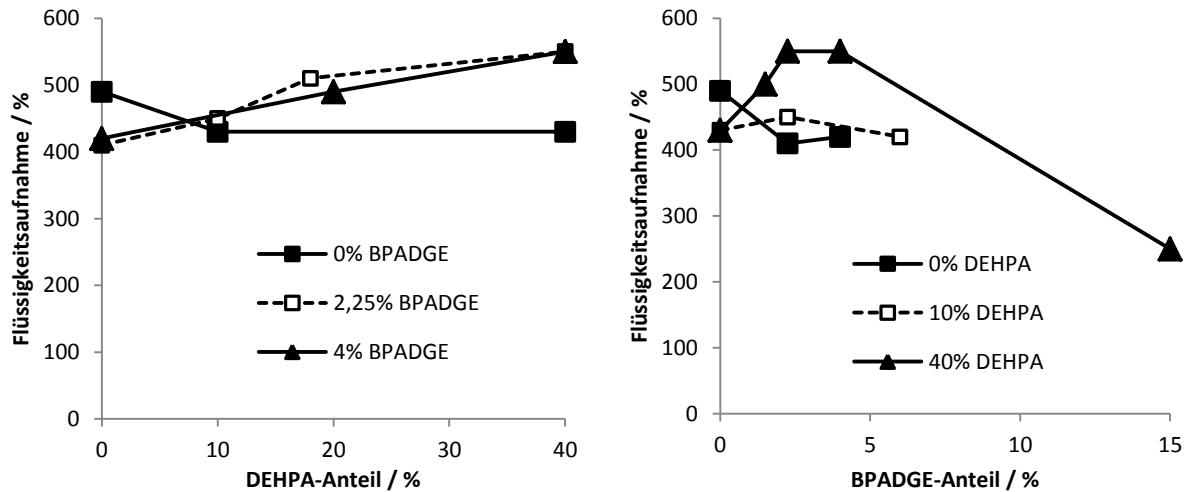 600
500
400
300
200
100
0
Flüssigkeitsaufnahme / %
0% BPADGE
2,25% BPADGE
4% BPADGE
0 10 20 30 40
DEHPA-Anteil / %
600
500
400
300
200
100
0
Flüssigkeitsaufnahme / %
0% DEHPA
10% DEHPA
40% DEHPA
0 5 10 15
BPADGE-Anteil / %